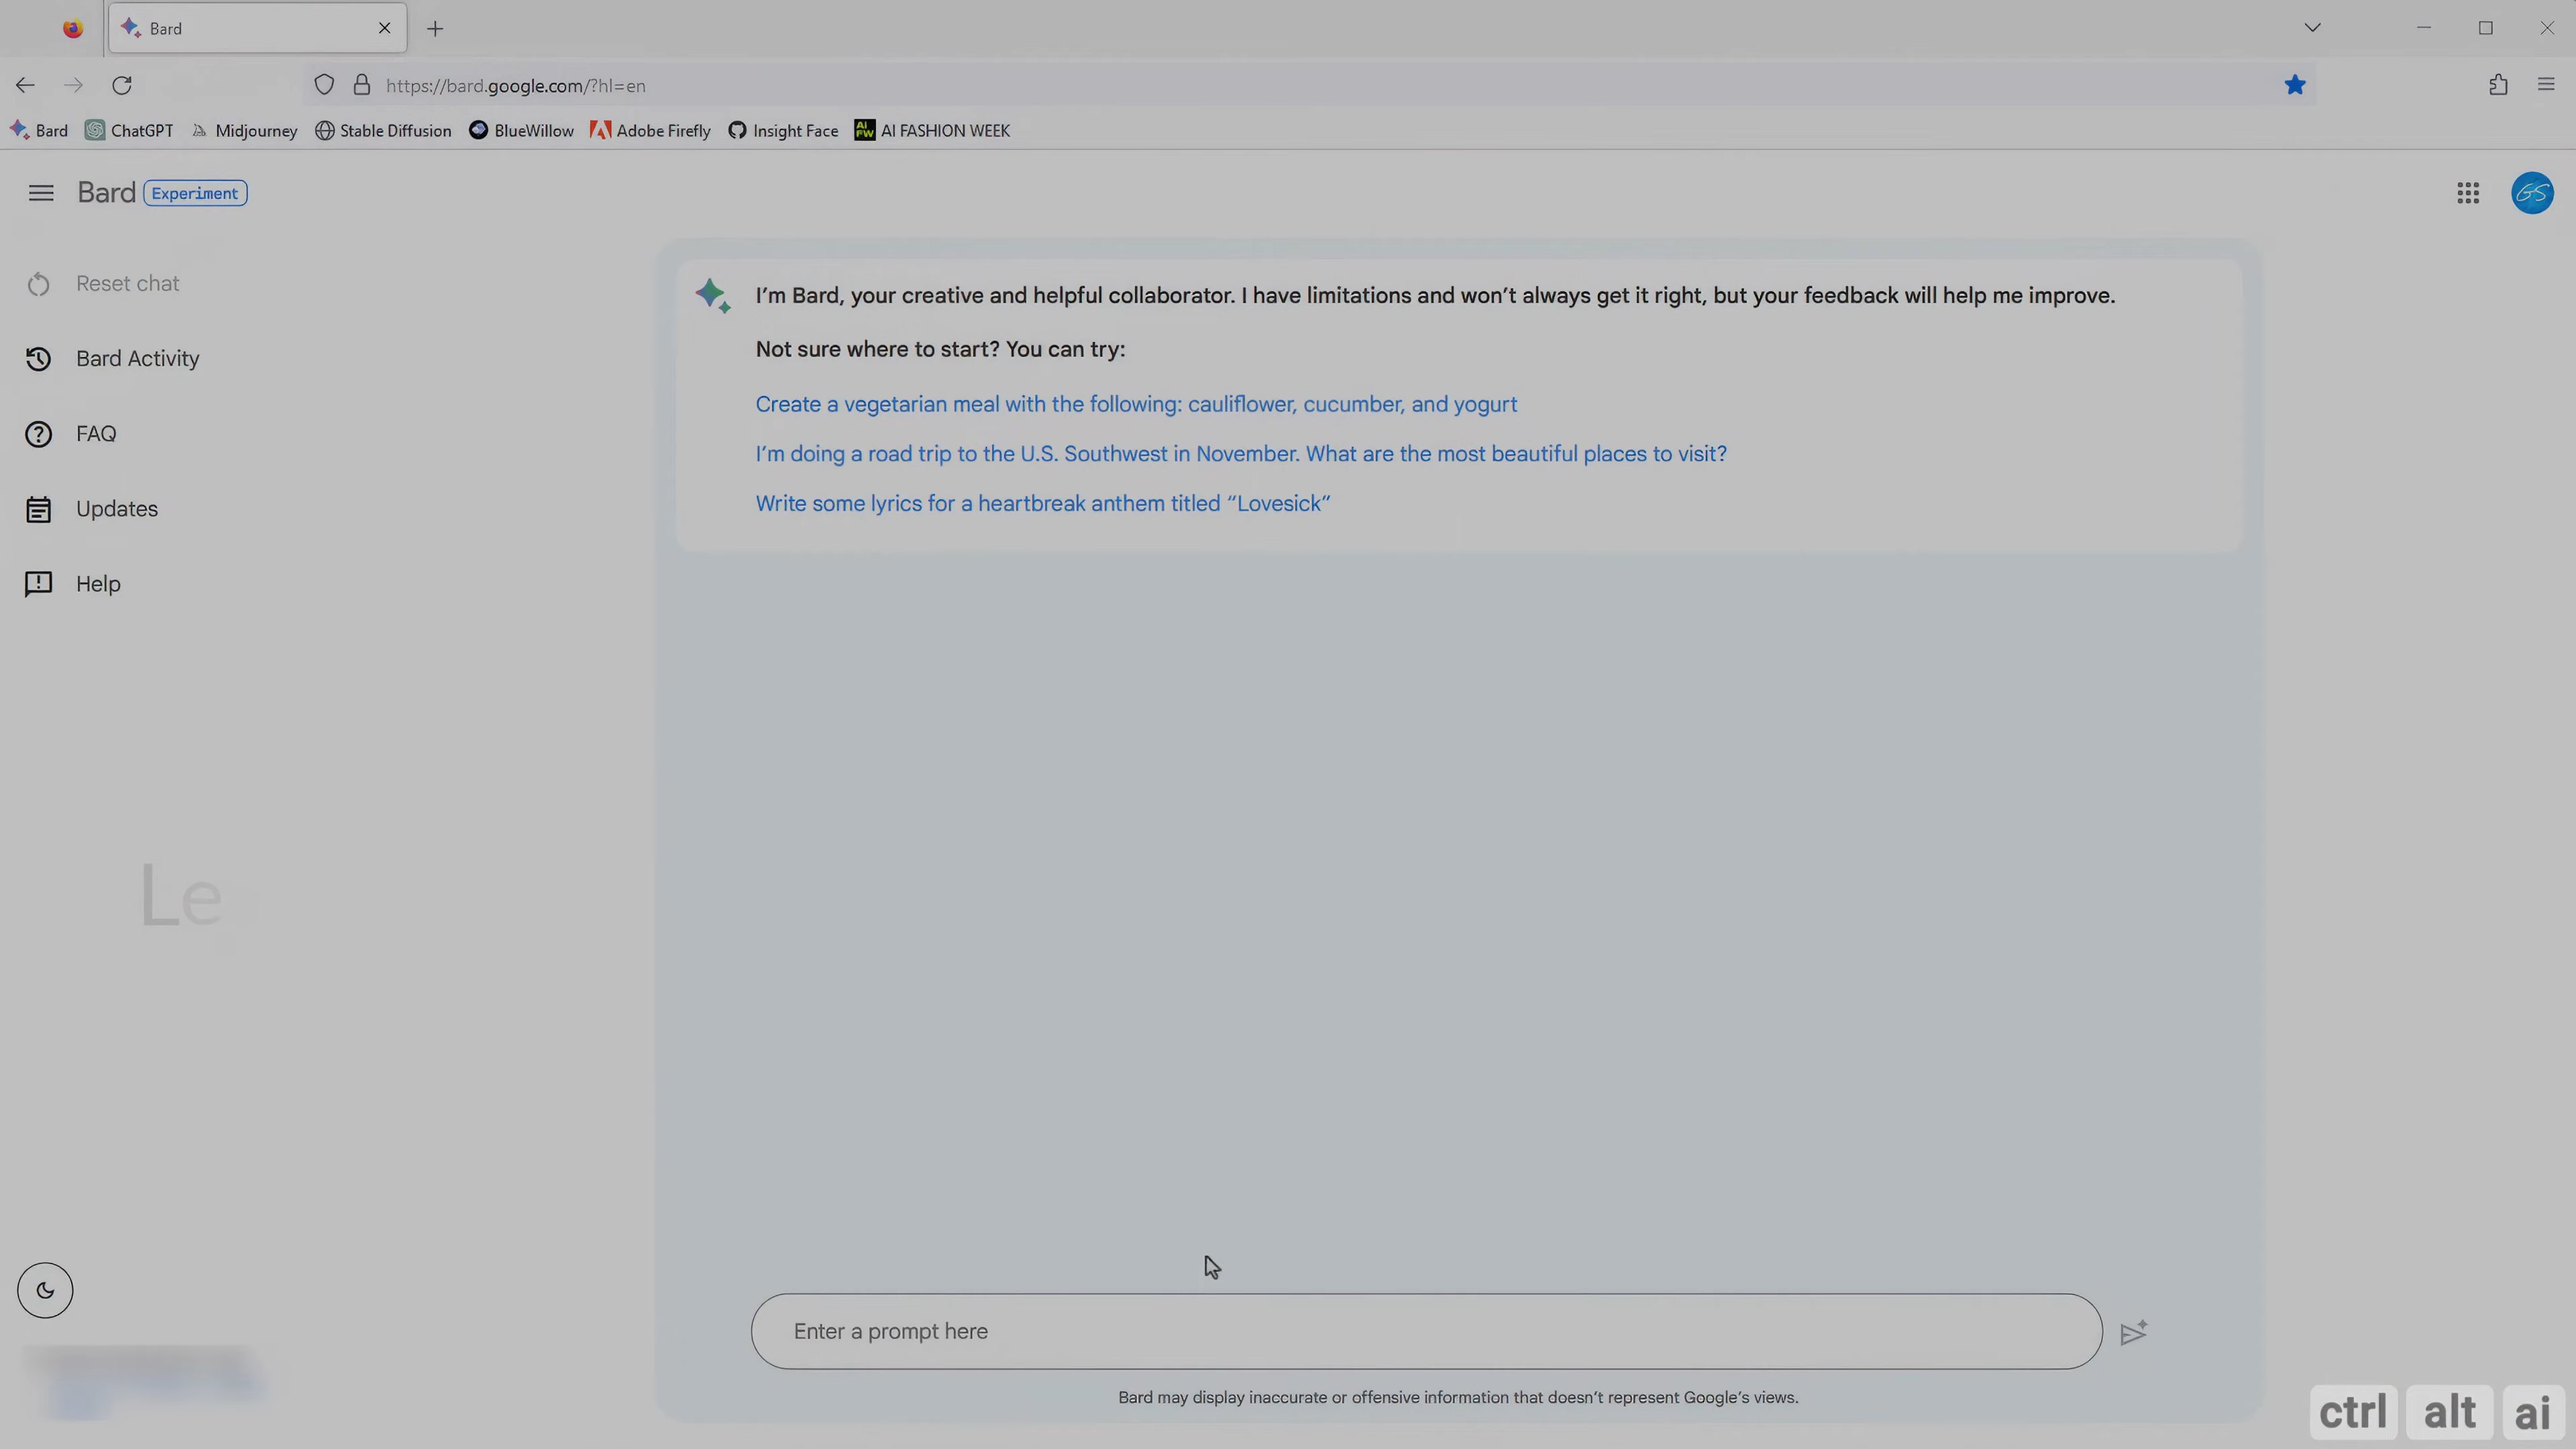 Bard
https://bard.google.com/?hl=en
Bard ChatGPT Midjourney Stable Diffusion BlueWillow Adobe Firefly Insight Face AI FASHION WEEK
Bard Experiment
GS
Reset chat
Bard Activity
FAQ
Updates
Help
Le
I’m Bard, your creative and helpful collaborator. I have limitations and won’t always get it right, but your feedback will help me improve.
Not sure where to start? You can try:
Create a vegetarian meal with the following: cauliflower, cucumber, and yogurt
I’m doing a road trip to the U.S. Southwest in November. What are the most beautiful places to visit?
Write some lyrics for a heartbreak anthem titled “Lovesick”
Enter a prompt here
Bard may display inaccurate or offensive information that doesn’t represent Google’s views.
ctrl alt ai